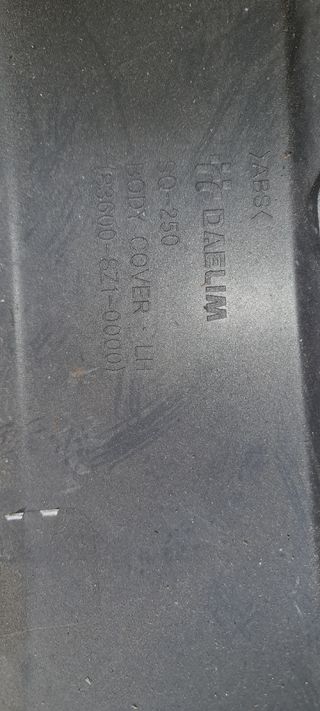 >ABS<
DAELIM
SQ-250
BODY COVER - LH
(83600-SZ1-0000)